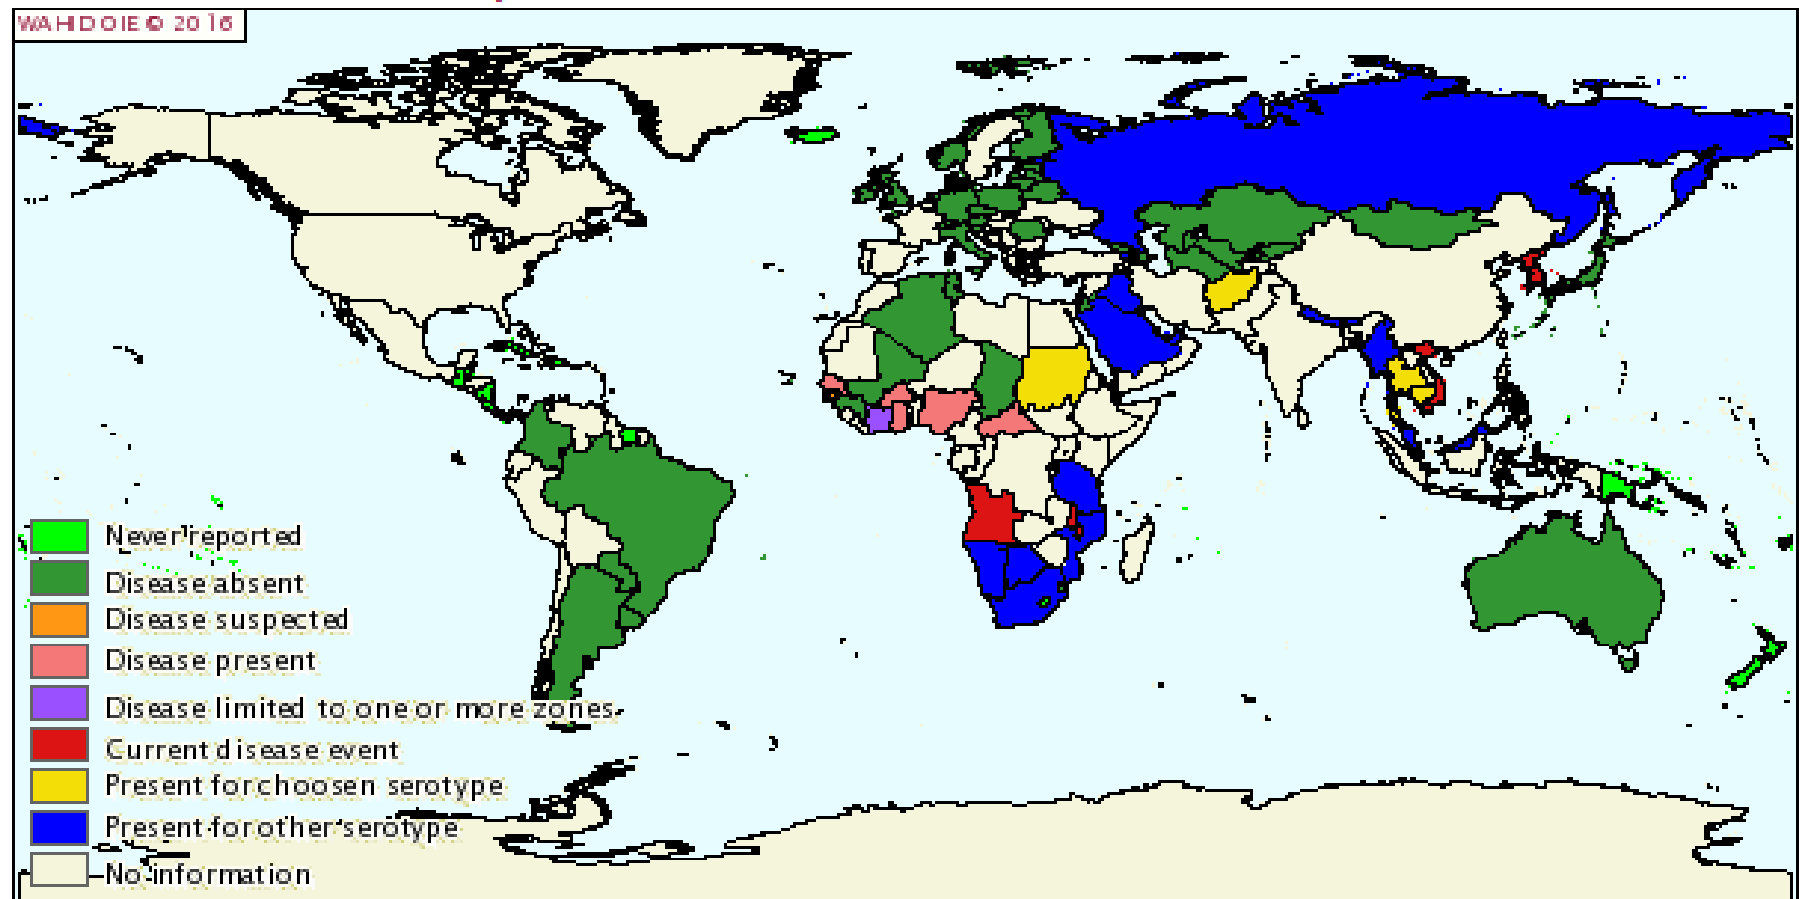 WAHID OIE © 2016
Never reported
Disease absent
Disease suspected
Disease present
Disease limited to one or more zones
Current disease event
Present for choosen serotype
Present for other serotype
No information